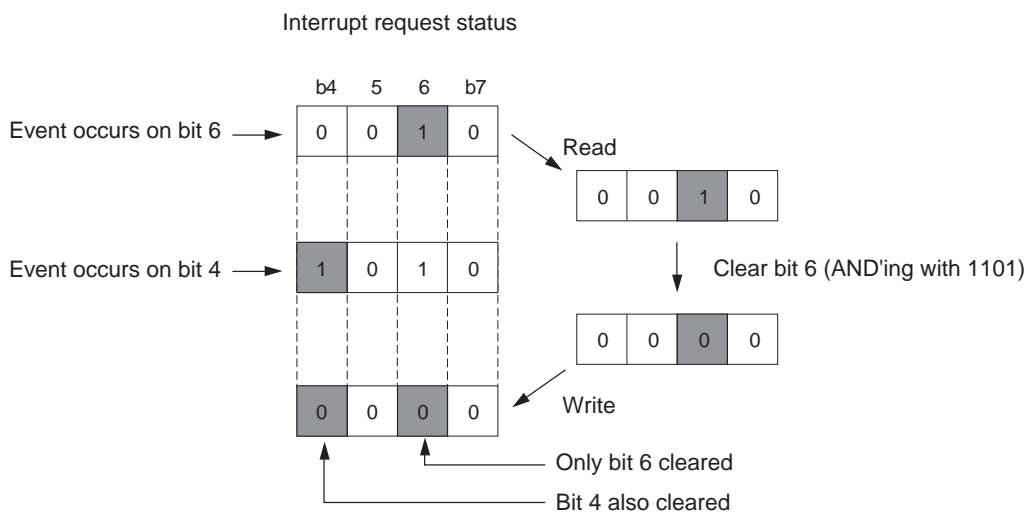 Interrupt request status
b4 5 6 b7
Event occurs on bit 6
0 0 1 0
Read
0 0 1 0
Event occurs on bit 4
1 0 1 0
Clear bit 6 (AND'ing with 1101)
0 0 0 0
Write
0 0 0 0
Only bit 6 cleared
Bit 4 also cleared